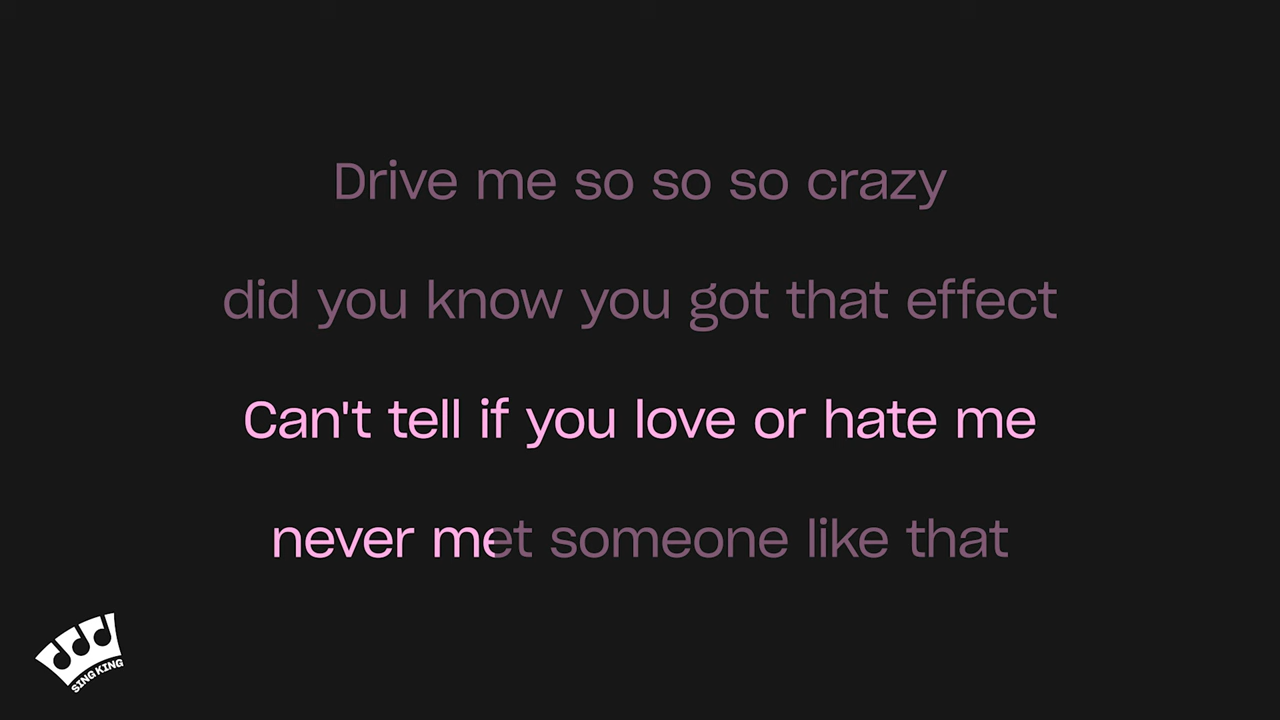 Drive me so so so crazy
did you know you got that effect
Can't tell if you love or hate me
never met someone like that
SING KING